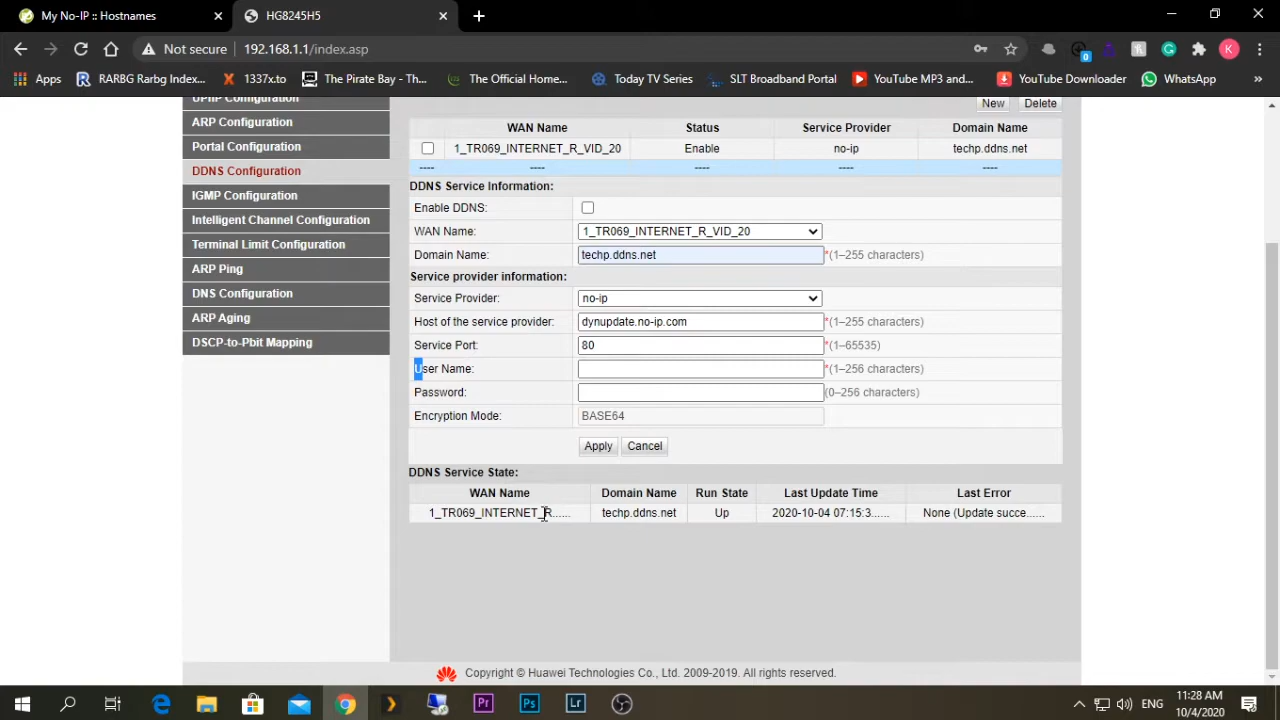 My No-IP :: Hostnames
HG8245H5
Not secure
192.168.1.1/index.asp
0
K
Apps
RARBG Rarbg Index...
1337x.to
The Pirate Bay - Th...
The Official Home...
Today TV Series
SLT Broadband Portal
YouTube MP3 and...
YouTube Downloader
WhatsApp
»
UPnP Configuration
ARP Configuration
Portal Configuration
DDNS Configuration
IGMP Configuration
Intelligent Channel Configuration
Terminal Limit Configuration
ARP Ping
DNS Configuration
ARP Aging
DSCP-to-Pbit Mapping
New Delete
WAN Name Status Service Provider Domain Name
1_TR069_INTERNET_R_VID_20 Enable no-ip techp.ddns.net
---- ---- ---- ---- ----
DDNS Service Information:
Enable DDNS:
WAN Name: 1_TR069_INTERNET_R_VID_20
Domain Name: techp.ddns.net *(1–255 characters)
Service provider information:
Service Provider: no-ip
Host of the service provider: dynupdate.no-ip.com *(1–255 characters)
Service Port: 80 *(1–65535)
User Name: *(1–256 characters)
Password: (0–256 characters)
Encryption Mode: BASE64
Apply Cancel
DDNS Service State:
WAN Name Domain Name Run State Last Update Time Last Error
1_TR069_INTERNET_R...... techp.ddns.net Up 2020-10-04 07:15:3...... None (Update succe......
Copyright © Huawei Technologies Co., Ltd. 2009-2019. All rights reserved.
Pr
Ps
Lr
ENG
11:28 AM
10/4/2020